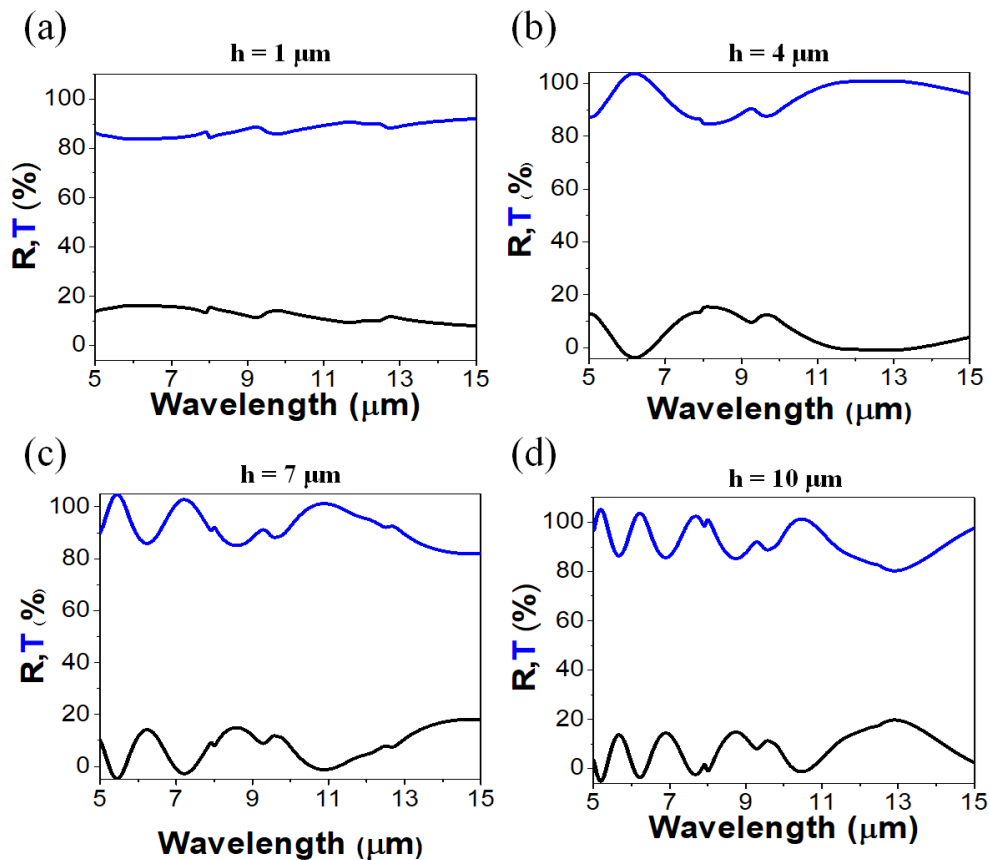 (a)
h = 1 μm
R,T (%)
100
80
60
40
20
0
5 7 9 11 13 15
Wavelength (μm)
(b)
h = 4 μm
R,T (%)
100
80
60
40
20
0
5 7 9 11 13 15
Wavelength (μm)
(c)
h = 7 μm
R,T (%)
100
80
60
40
20
0
5 7 9 11 13 15
Wavelength (μm)
(d)
h = 10 μm
R,T (%)
100
80
60
40
20
0
5 7 9 11 13 15
Wavelength (μm)